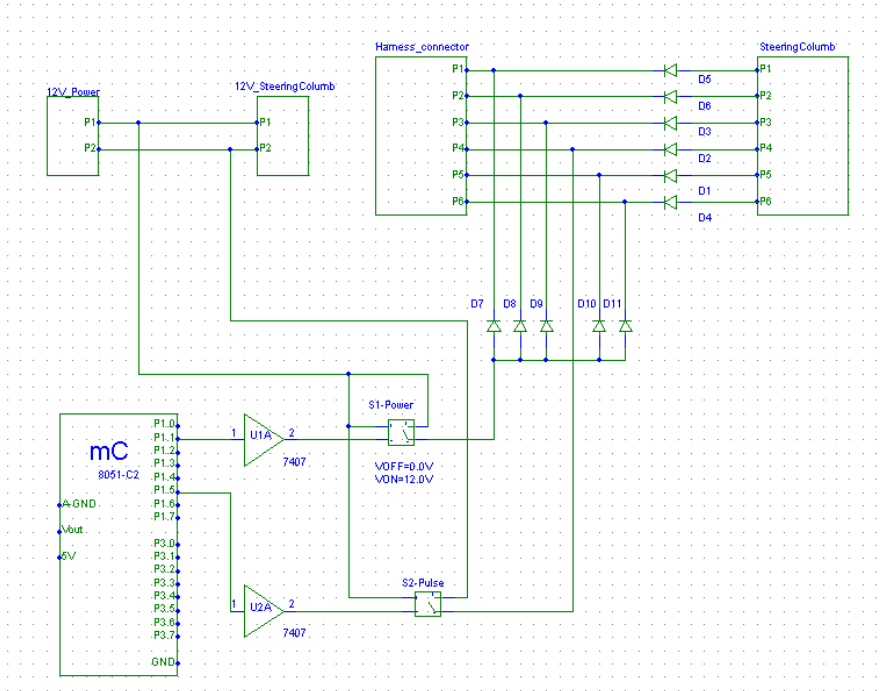 Harness_connector
SteeringColumb
P1
P1
D5
12V_Power
12V_SteeringColumb
P2
P2
D6
P1
P1
P3
P3
D3
P2
P2
P4
P4
D2
P5
P5
D1
P6
P6
D4
D7
D8
D9
D10
D11
S1-Power
mC
8051-C2
P1.0
P1.1
P1.2
P1.3
P1.4
P1.5
P1.6
P1.7
1
U1A
2
7407
VOFF=0.0V
VON=12.0V
A-GND
Vout
5V
P3.0
P3.1
P3.2
P3.3
P3.4
P3.5
P3.6
P3.7
GND
S2-Pulse
1
U2A
2
7407